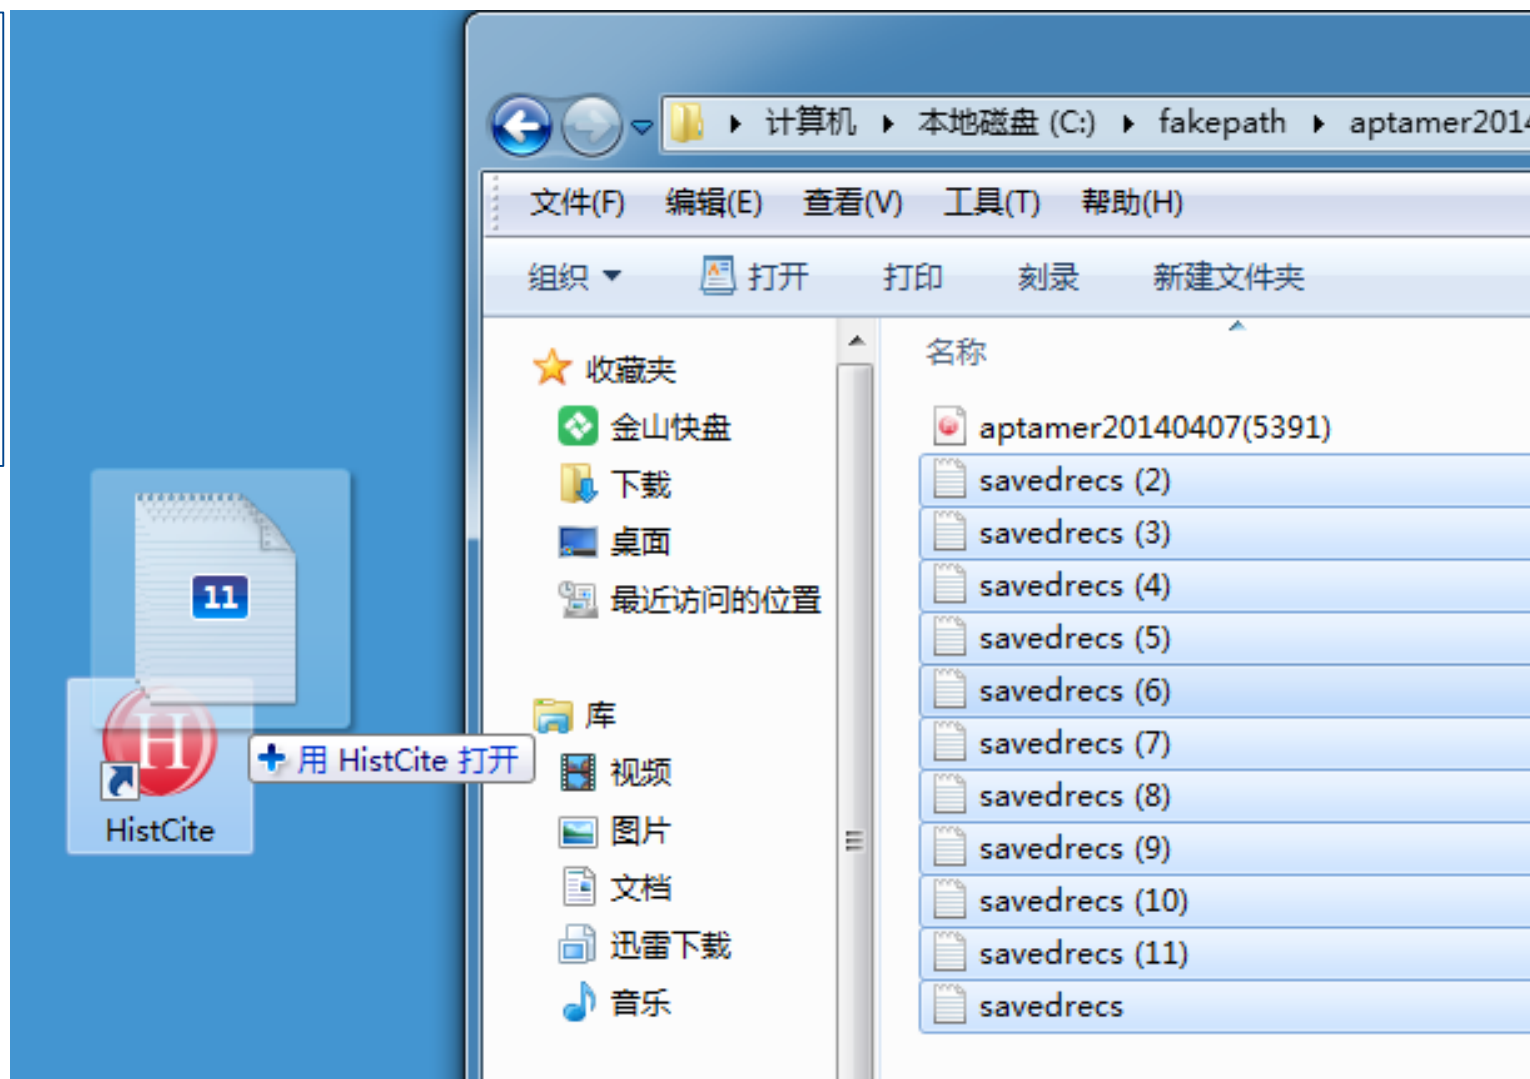 计算机 本地磁盘 (C:) fakepath aptamer2014
文件(F) 编辑(E) 查看(V) 工具(T) 帮助(H)
组织 打开 打印 刻录 新建文件夹
收藏夹
金山快盘
下载
桌面
最近访问的位置
库
视频
图片
文档
迅雷下载
音乐
名称
aptamer20140407(5391)
savedrecs (2)
savedrecs (3)
savedrecs (4)
savedrecs (5)
savedrecs (6)
savedrecs (7)
savedrecs (8)
savedrecs (9)
savedrecs (10)
savedrecs (11)
savedrecs
11
H
用 HistCite 打开
HistCite